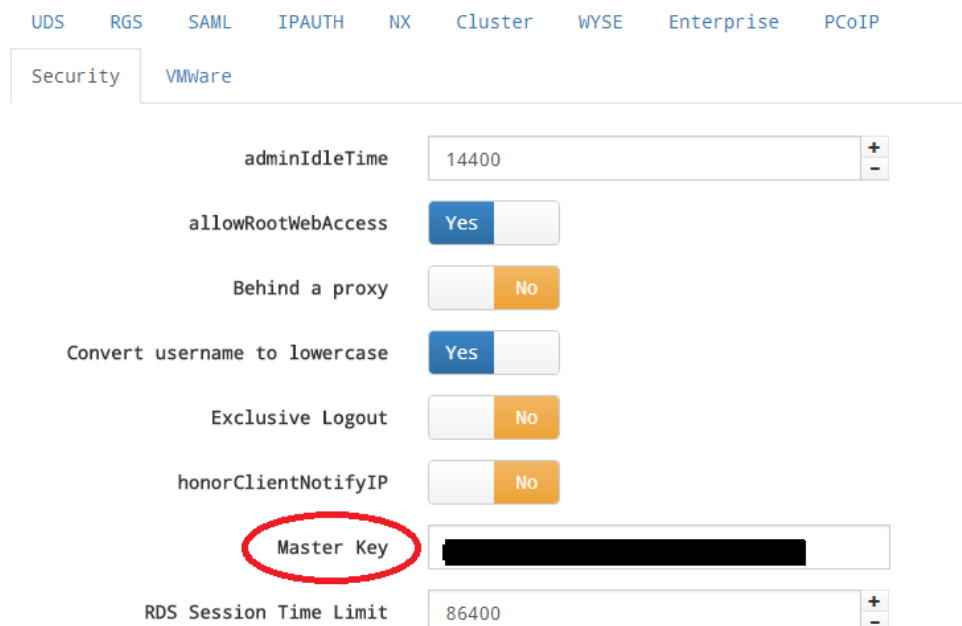 UDS RGS SAML IPAUTH NX Cluster WYSE Enterprise PCoIP
Security VMWare
adminIdleTime 14400 + -
allowRootWebAccess Yes
Behind a proxy No
Convert username to lowercase Yes
Exclusive Logout No
honorClientNotifyIP No
Master Key
RDS Session Time Limit 86400 + -